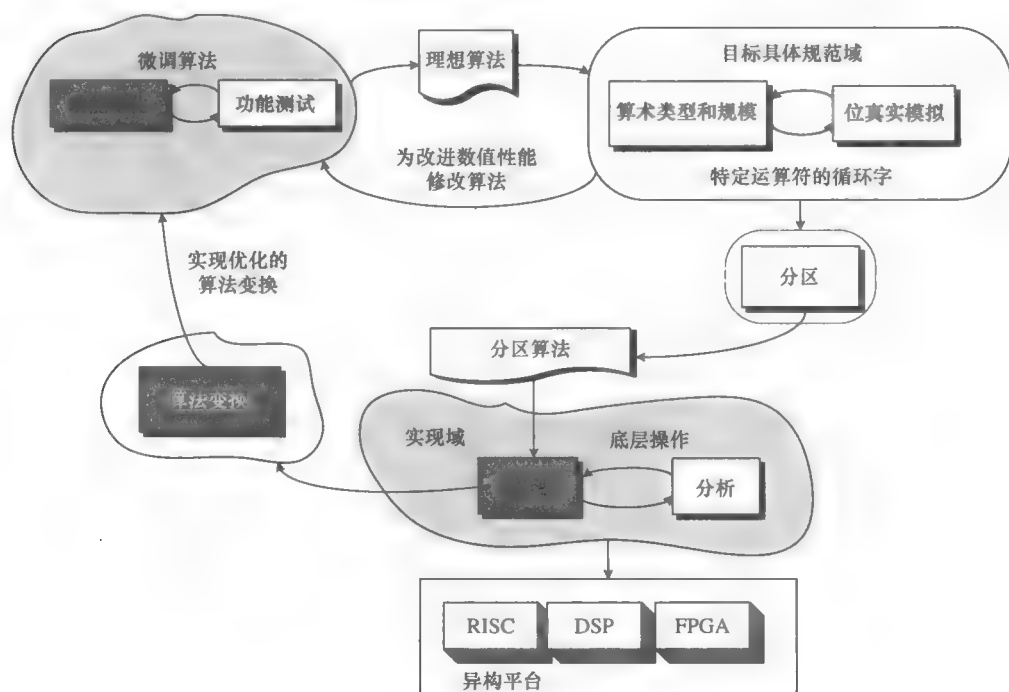 微调算法
功能测试
理想算法
目标具体规范域
算术类型和规模
位真实模拟
特定运算符的循环字
为改进数值性能
修改算法
分区
实现优化的
算法变换
分区算法
算法变换
实现域
底层操作
分析
RISC
DSP
FPGA
异构平台